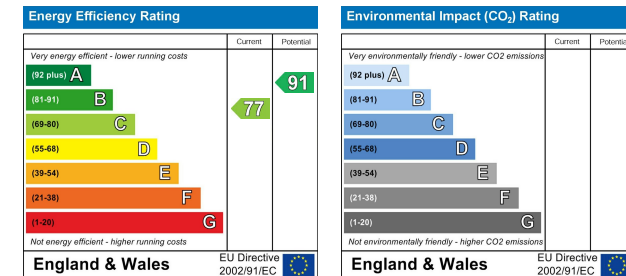 Energy Efficiency Rating
Current Potential
Very energy efficient - lower running costs
(92 plus) A
(81-91) B
(69-80) C
(55-68) D
(39-54) E
(21-38) F
(1-20) G
91
77
Not energy efficient - higher running costs
England & Wales
EU Directive
2002/91/EC
Environmental Impact (CO₂) Rating
Current Potential
Very environmentally friendly - lower CO2 emissions
(92 plus) A
(81-91) B
(69-80) C
(55-68) D
(39-54) E
(21-38) F
(1-20) G
Not environmentally friendly - higher CO2 emissions
England & Wales
EU Directive
2002/91/EC